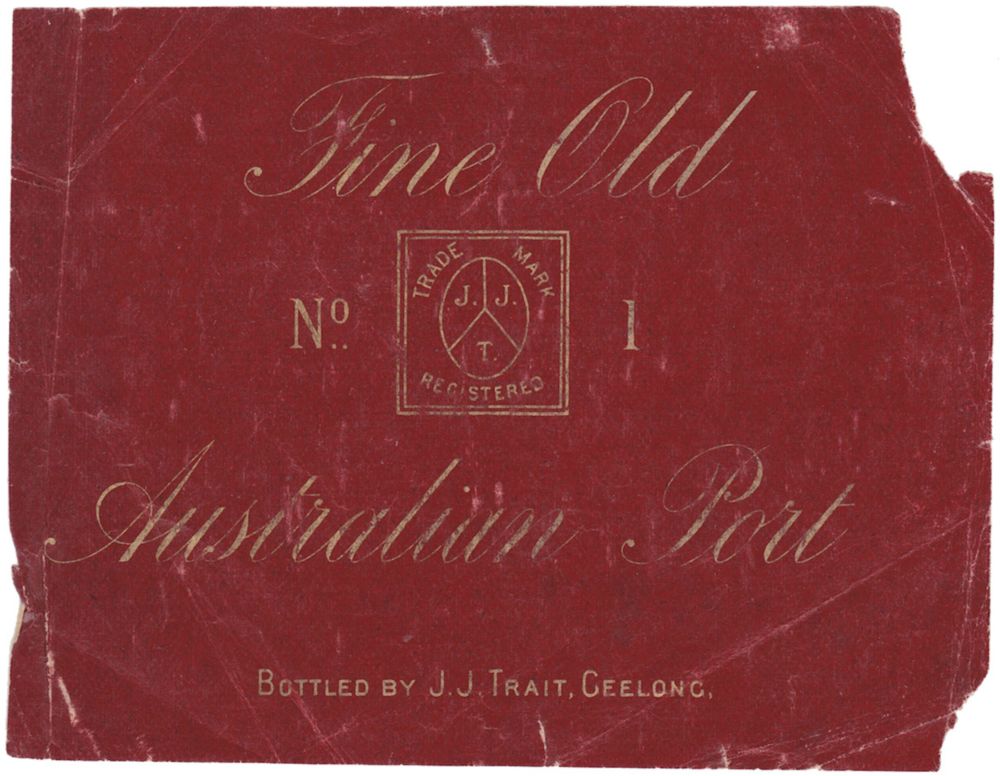 Fine Old
No. 1
TRADE MARK
J. J.
T.
REGISTERED
Australian Port
BOTTLED BY J.J. TRAIT, GEELONG,